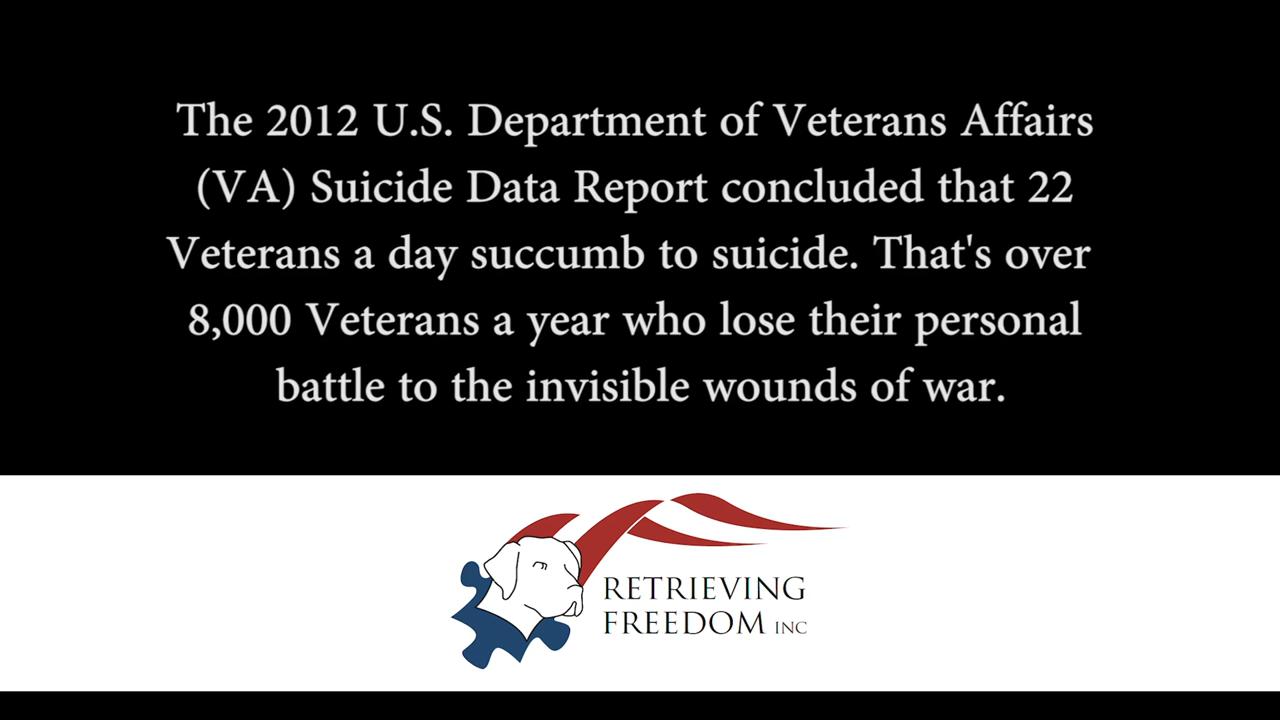 The 2012 U.S. Department of Veterans Affairs
(VA) Suicide Data Report concluded that 22
Veterans a day succumb to suicide. That's over
8,000 Veterans a year who lose their personal
battle to the invisible wounds of war.
RETRIEVING
FREEDOM INC